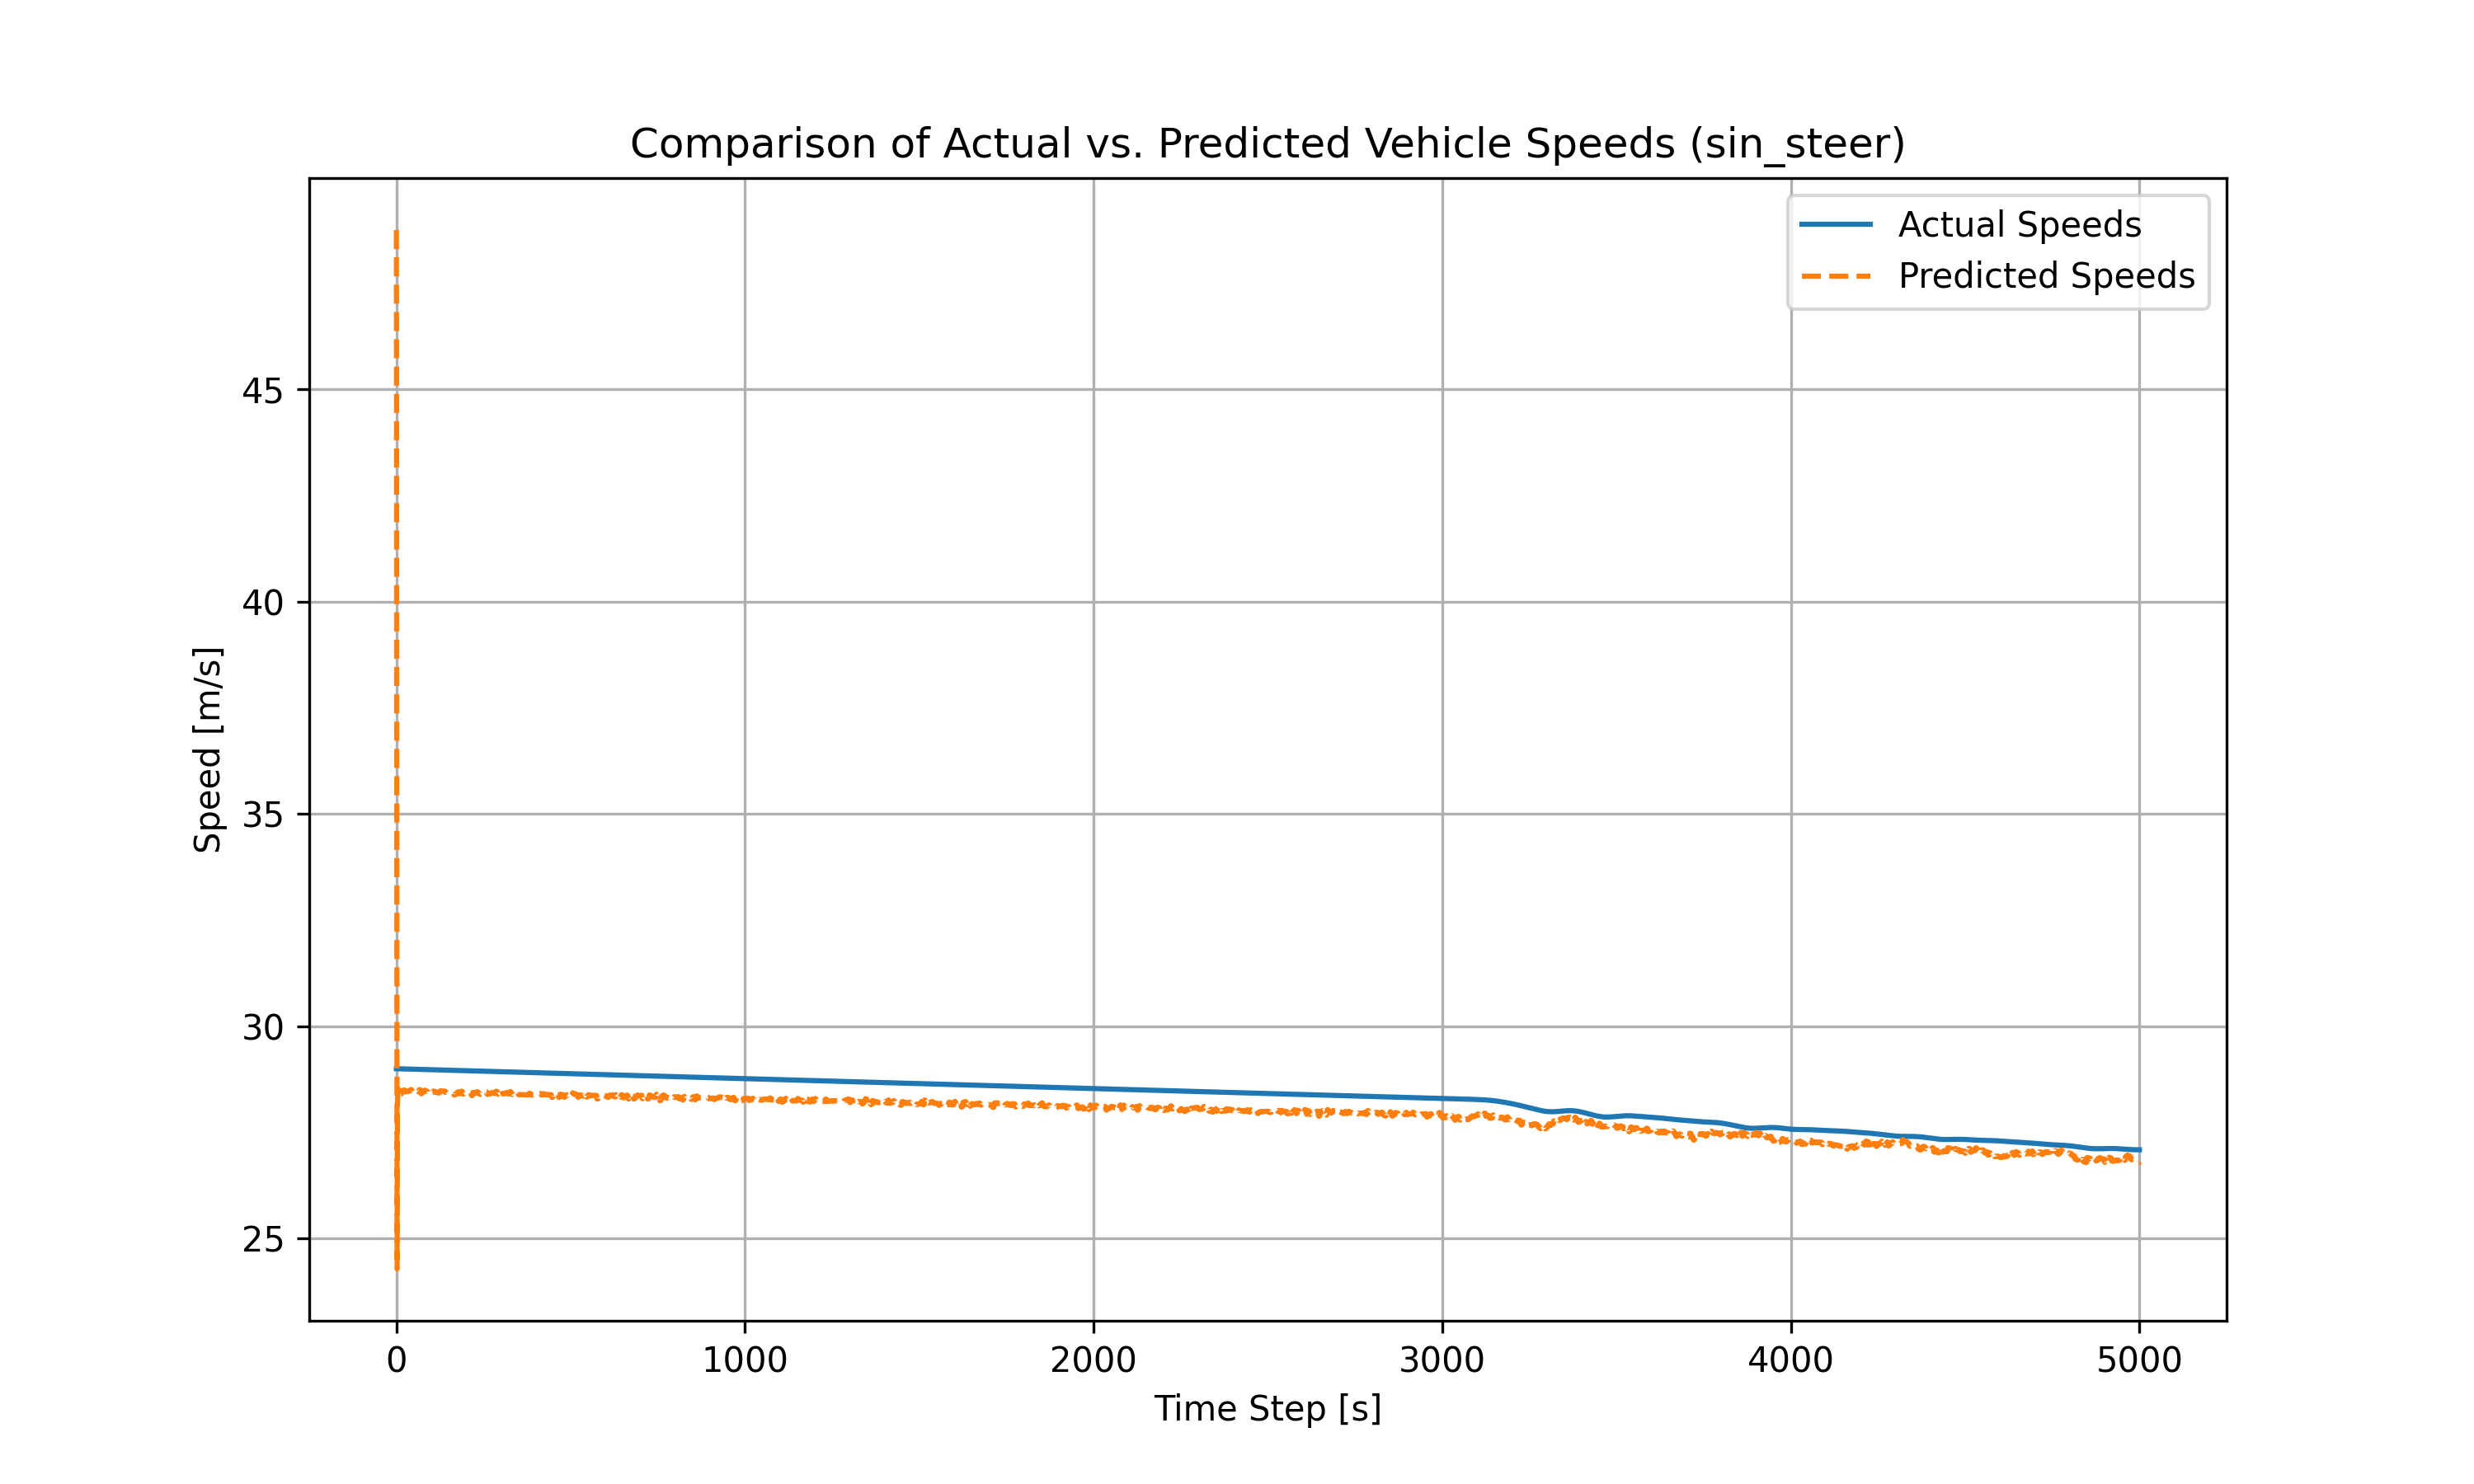 Comparison of Actual vs. Predicted Vehicle Speeds (sin_steer)
Actual Speeds
Predicted Speeds
45
40
35
30
25
Speed [m/s]
0 1000 2000 3000 4000 5000
Time Step [s]